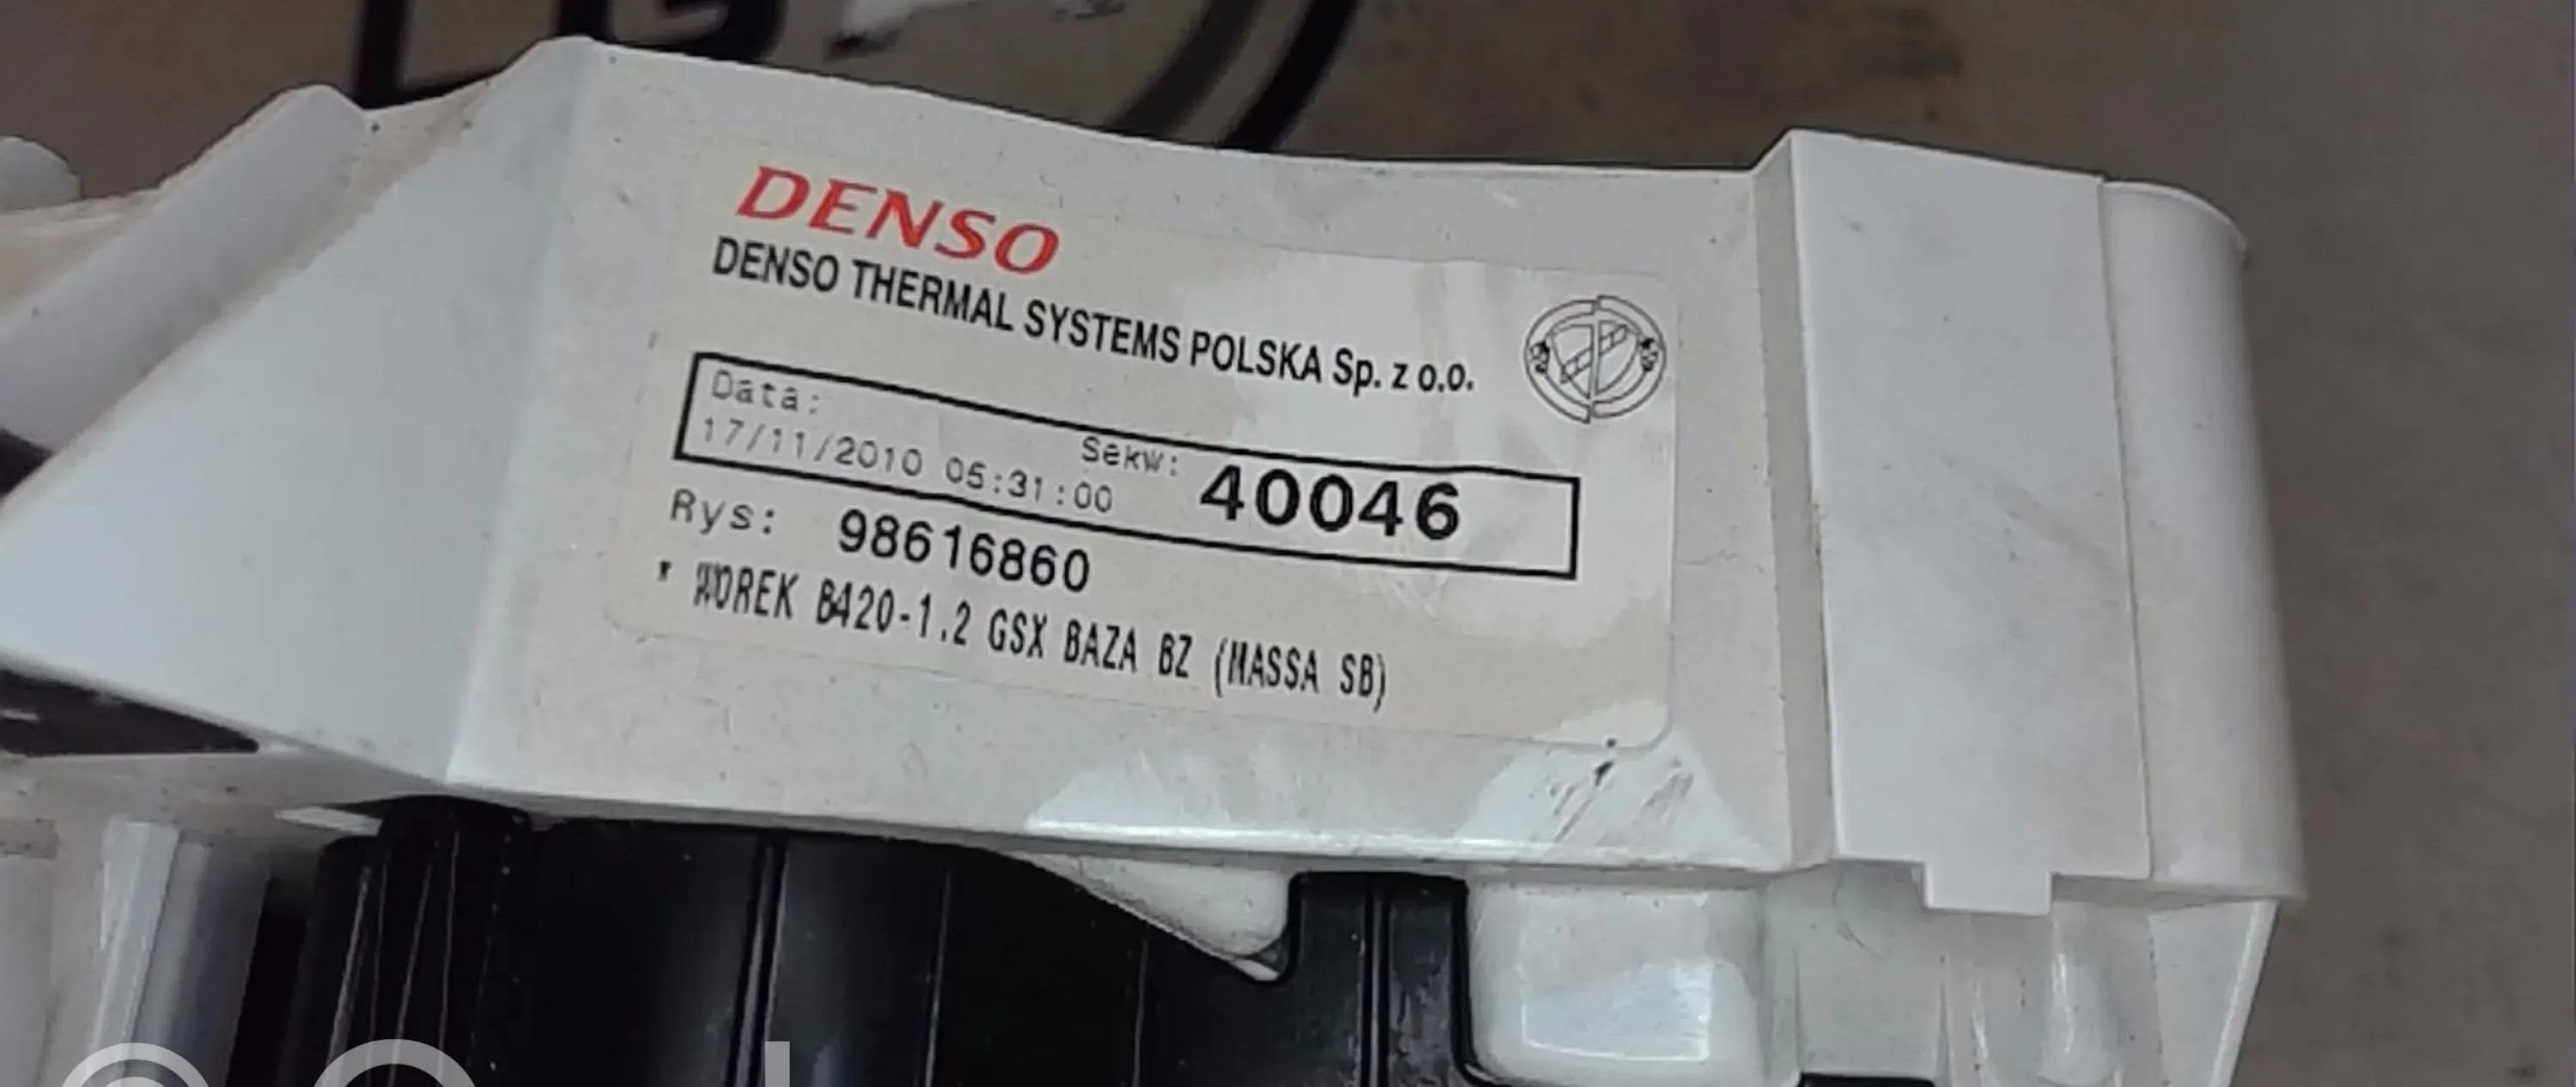 DENSO
DENSO THERMAL SYSTEMS POLSKA Sp. z o.o.
Data:
17/11/2010 05:31:00
Sekw: 40046
Rys: 98616860
* WOREK B420-1.2 GSX BAZA BZ (MASSA SB)